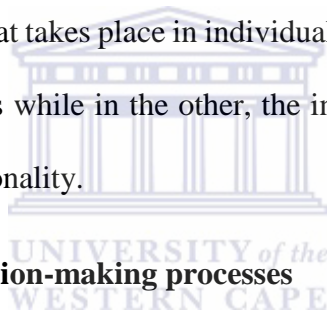 at takes place in individual
s while in the other, the in
onality.
UNIVERSITY of the
ion-making processes
WESTERN CAPE